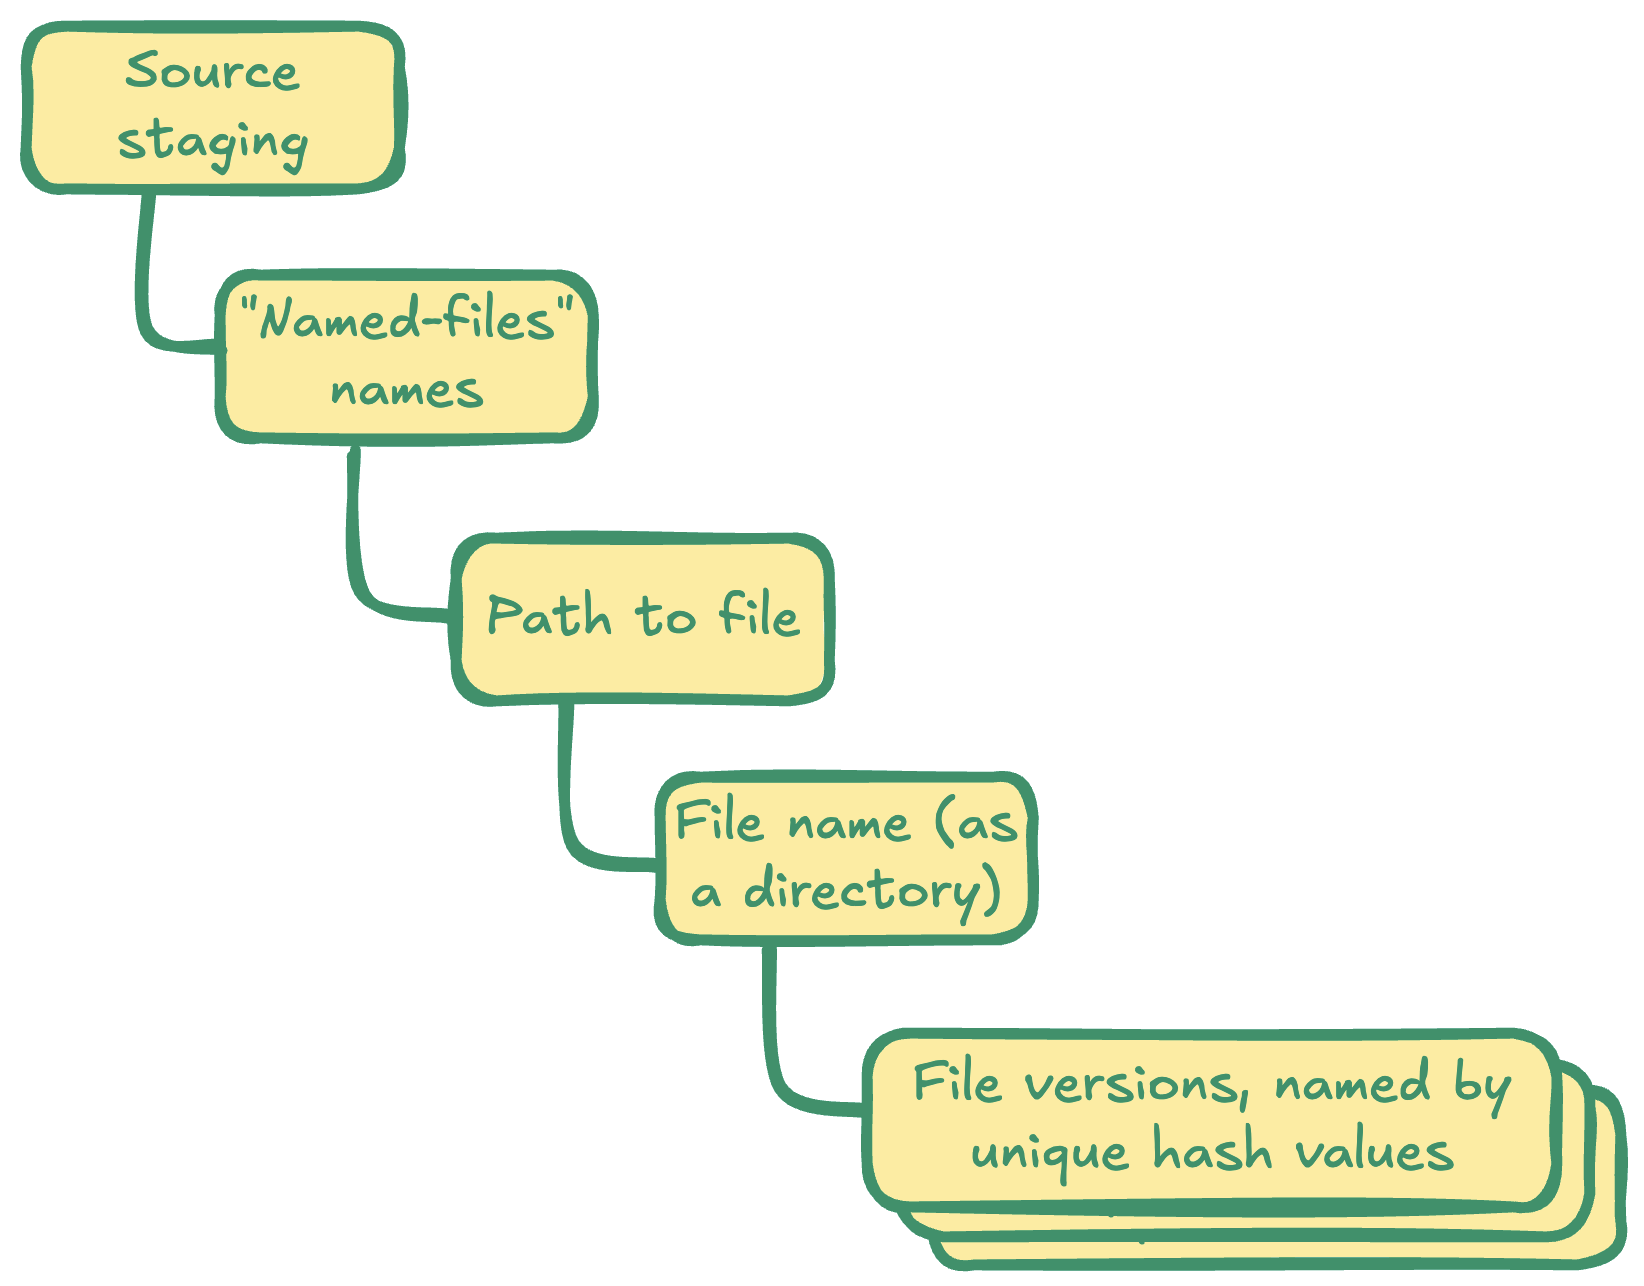 Source
staging
"Named-files"
names
Path to file
File name (as
a directory)
File versions, named by
unique hash values